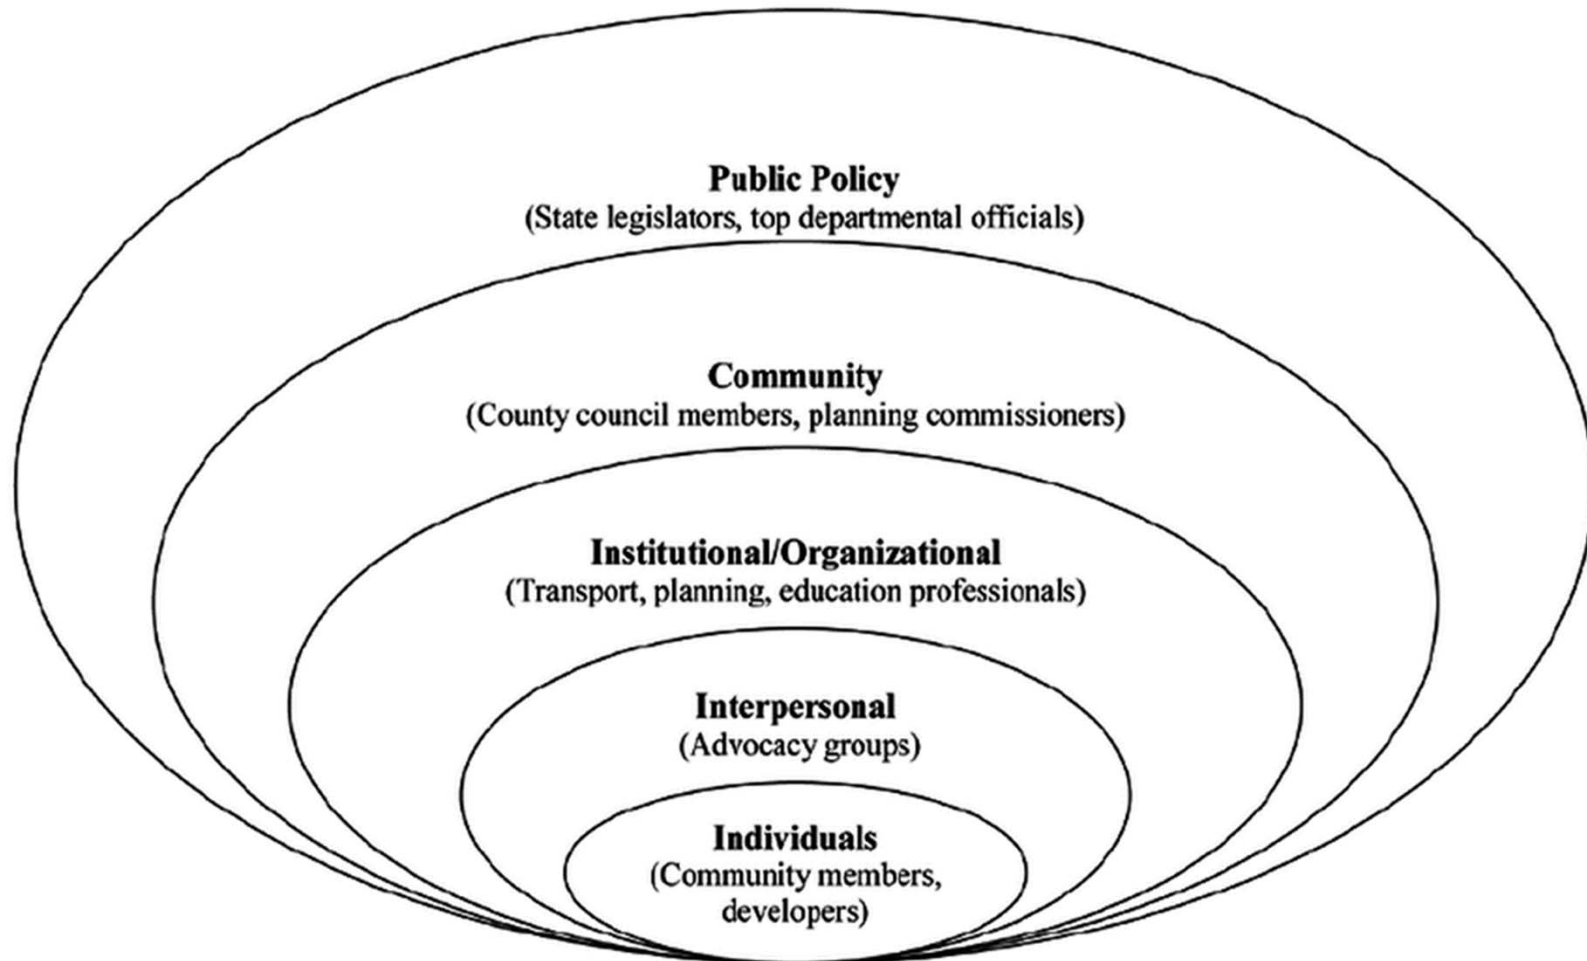 Public Policy
(State legislators, top departmental officials)
Community
(County council members, planning commissioners)
Institutional/Organizational
(Transport, planning, education professionals)
Interpersonal
(Advocacy groups)
Individuals
(Community members,
developers)